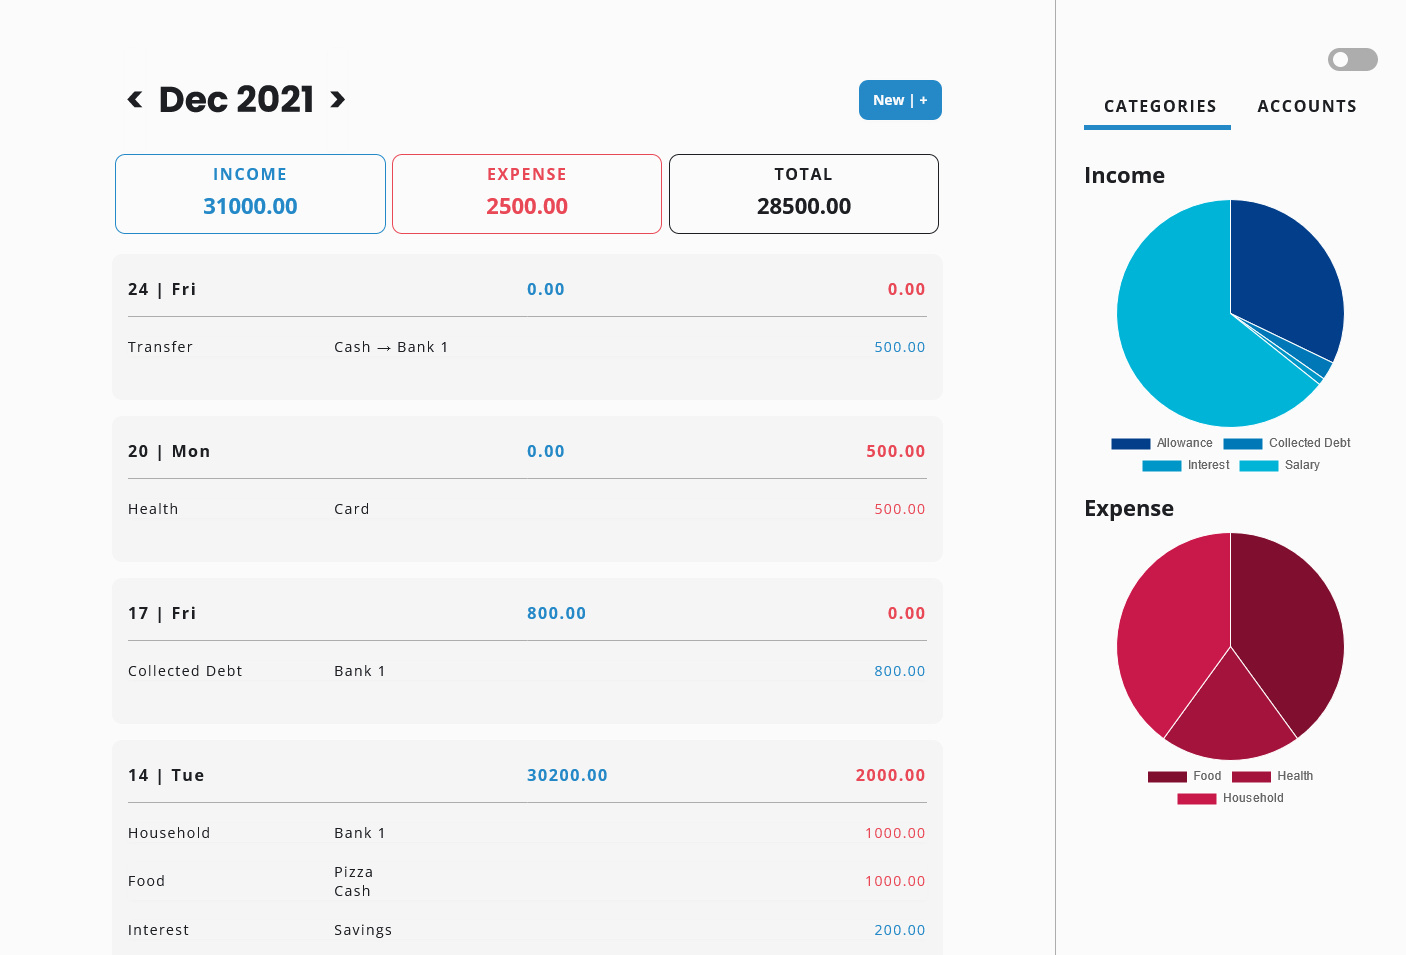 < Dec 2021 >
New | +
INCOME
31000.00
EXPENSE
2500.00
TOTAL
28500.00
24 | Fri 0.00 0.00
Transfer Cash → Bank 1 500.00
20 | Mon 0.00 500.00
Health Card 500.00
17 | Fri 800.00 0.00
Collected Debt Bank 1 800.00
14 | Tue 30200.00 2000.00
Household Bank 1 1000.00
Food Pizza Cash 1000.00
Interest Savings 200.00
CATEGORIES ACCOUNTS
Income
Allowance Collected Debt
Interest Salary
Expense
Food Health
Household